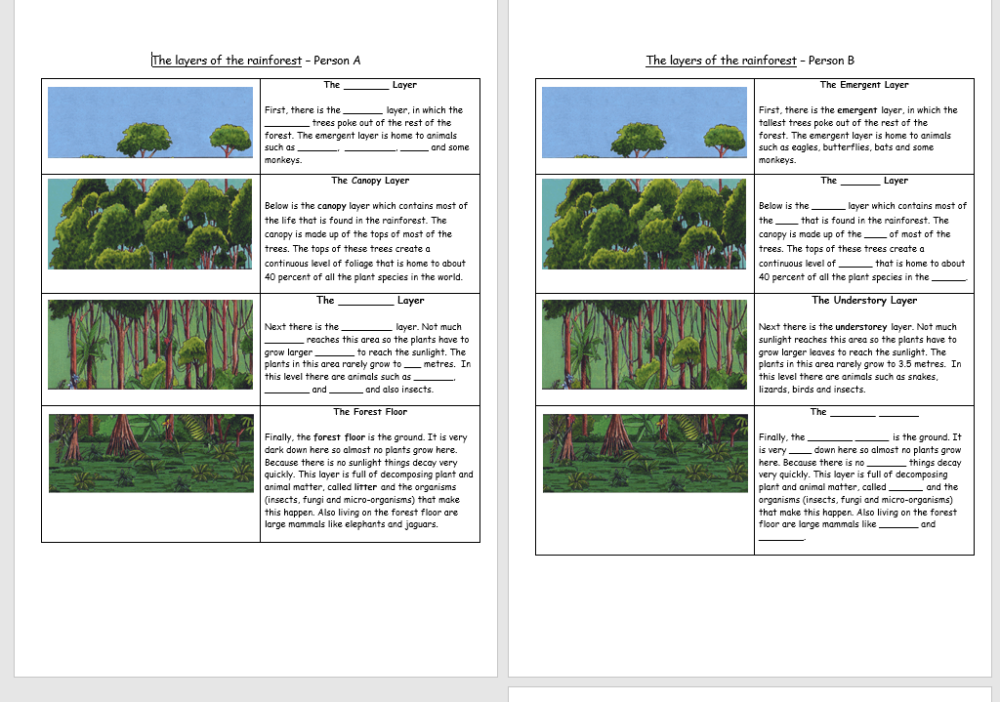 The layers of the rainforest – Person A
The ________ Layer
First, there is the _______ layer, in which the
________ trees poke out of the rest of the
forest. The emergent layer is home to animals
such as _______, _________, _____ and some
monkeys.
The Canopy Layer
Below is the canopy layer which contains most of
the life that is found in the rainforest. The
canopy is made up of the tops of most of the
trees. The tops of these trees create a
continuous level of foliage that is home to about
40 percent of all the plant species in the world.
The __________ Layer
Next there is the _________ layer. Not much
_______ reaches this area so the plants have to
grow larger _______ to reach the sunlight. The
plants in this area rarely grow to ___ metres. In
this level there are animals such as _______,
________ and ______ and also insects.
The Forest Floor
Finally, the forest floor is the ground. It is very
dark down here so almost no plants grow here.
Because there is no sunlight things decay very
quickly. This layer is full of decomposing plant and
animal matter, called litter and the organisms
(insects, fungi and micro-organisms) that make
this happen. Also living on the forest floor are
large mammals like elephants and jaguars.
The layers of the rainforest – Person B
The Emergent Layer
First, there is the emergent layer, in which the
tallest trees poke out of the rest of the
forest. The emergent layer is home to animals
such as eagles, butterflies, bats and some
monkeys.
The _______ Layer
Below is the ______ layer which contains most of
the ____ that is found in the rainforest. The
canopy is made up of the ____ of most of the
trees. The tops of these trees create a
continuous level of ______ that is home to about
40 percent of all the plant species in the ______.
The Understory Layer
Next there is the understorey layer. Not much
sunlight reaches this area so the plants have to
grow larger leaves to reach the sunlight. The
plants in this area rarely grow to 3.5 metres. In
this level there are animals such as snakes,
lizards, birds and insects.
The ________ _______
Finally, the ________ ______ is the ground. It
is very ____ down here so almost no plants grow
here. Because there is no _______ things decay
very quickly. This layer is full of decomposing
plant and animal matter, called ______ and the
organisms (insects, fungi and micro-organisms)
that make this happen. Also living on the forest
floor are large mammals like _______ and
________.